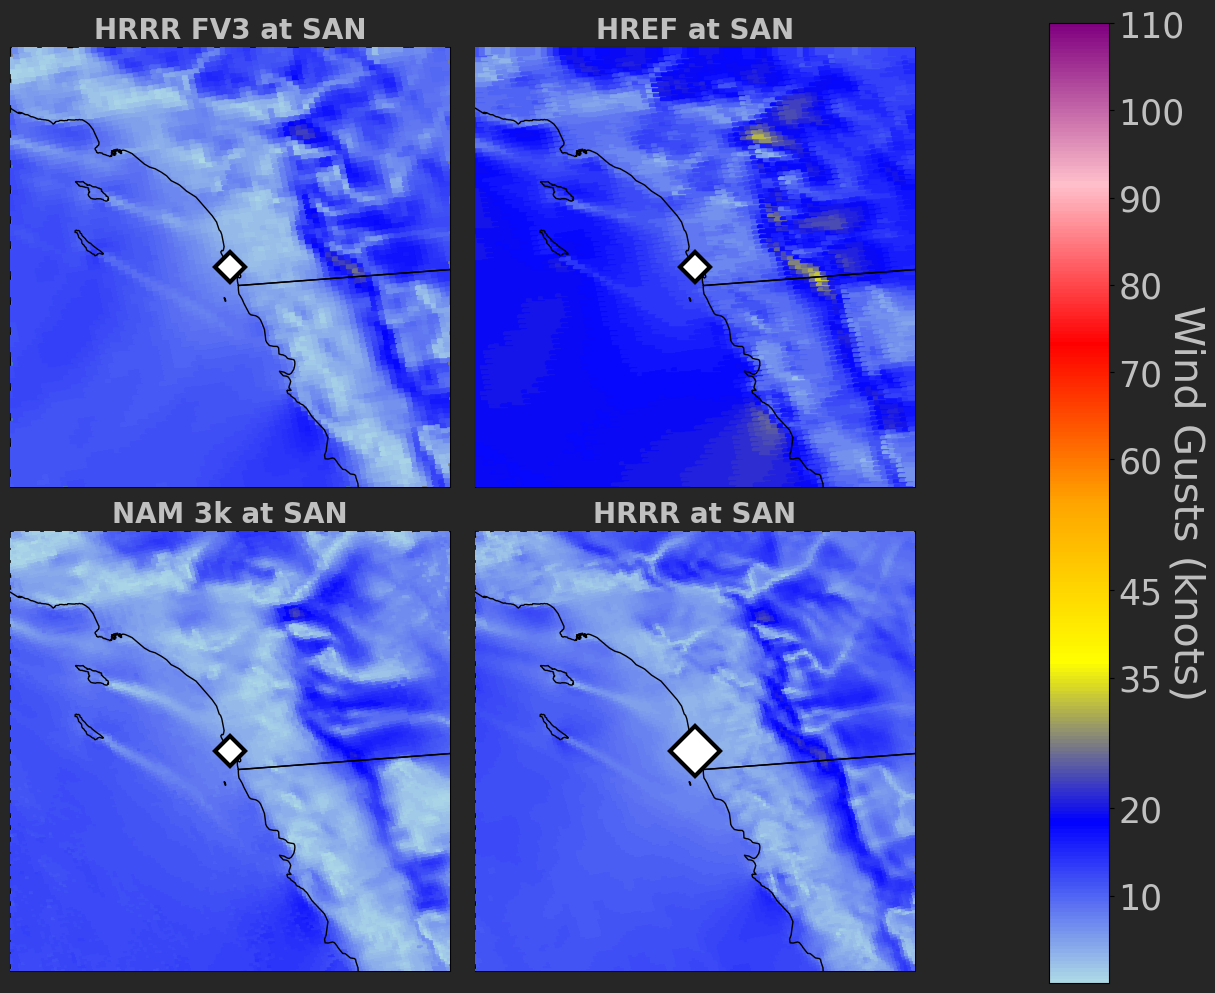 HRRR FV3 at SAN
HREF at SAN
NAM 3k at SAN
HRRR at SAN
110
100
90
80
70
60
45
35
20
10
Wind Gusts (knots)